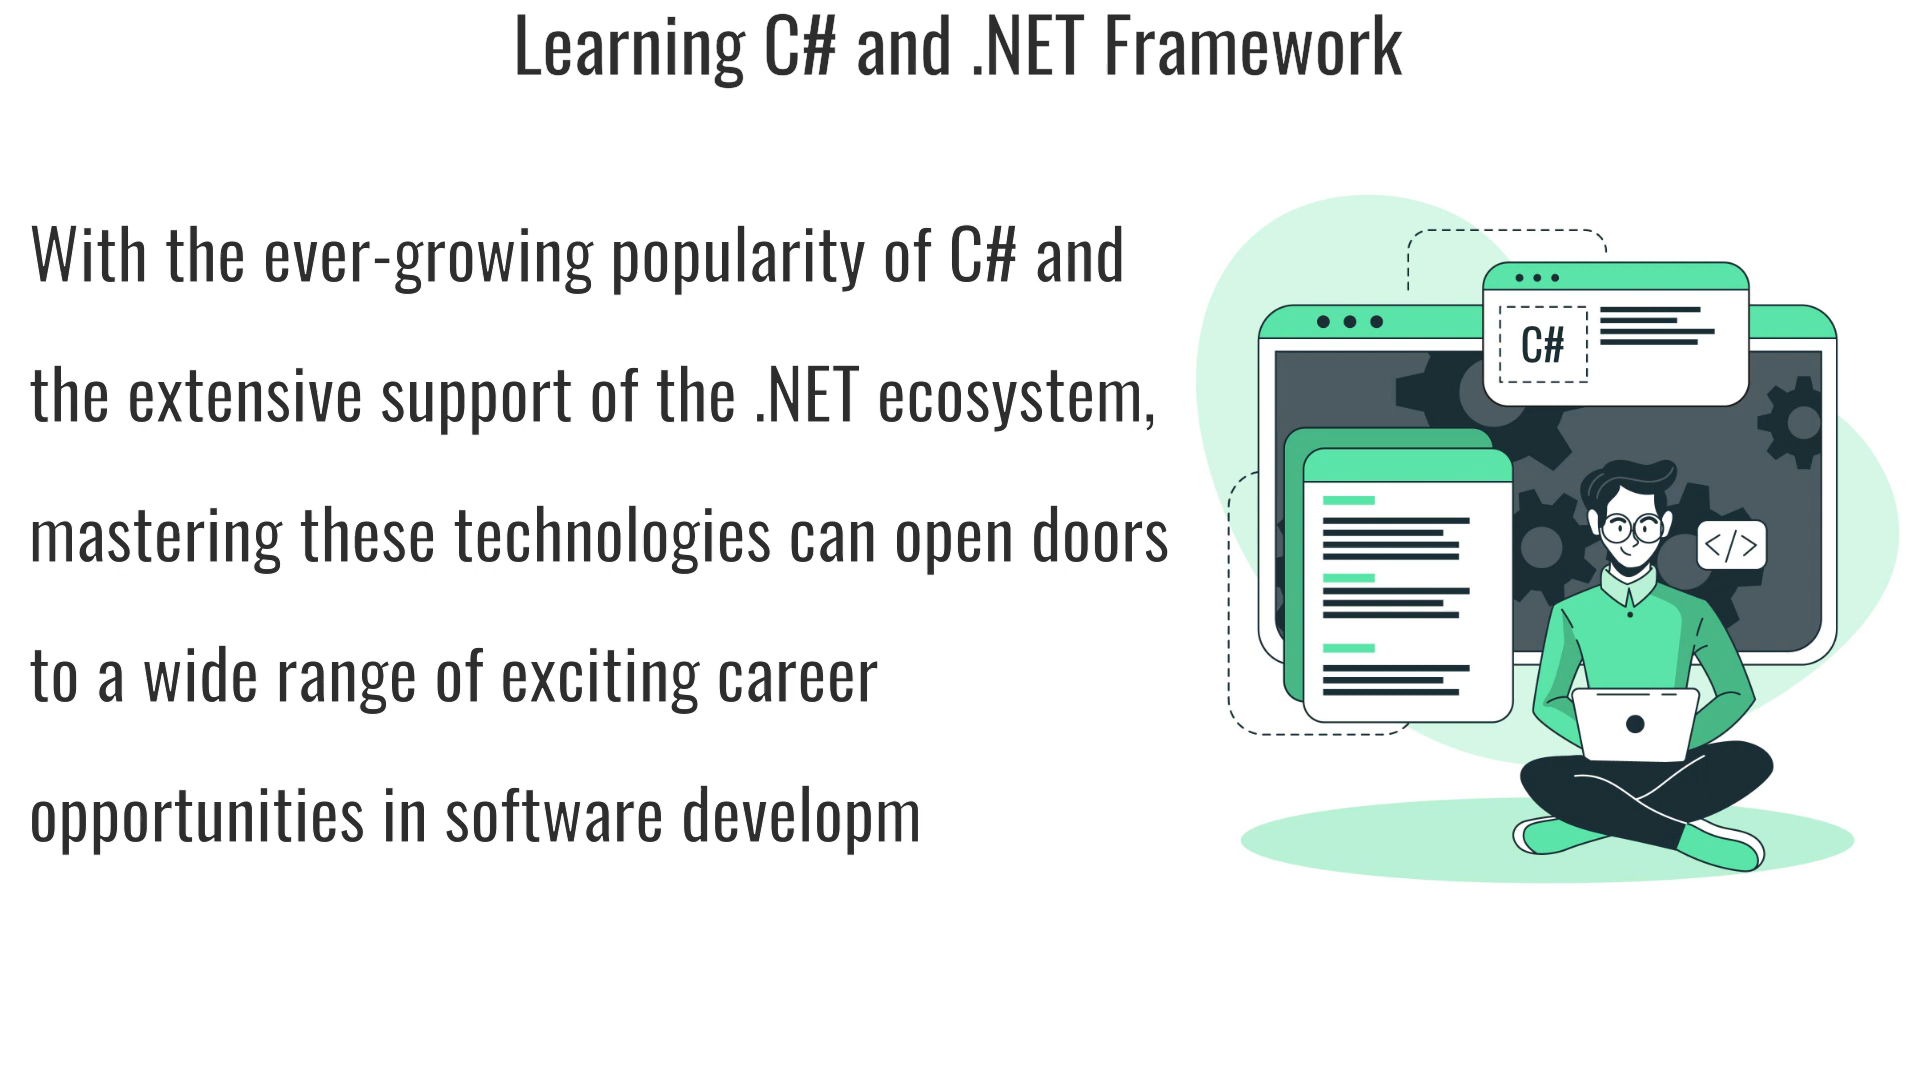 Learning C# and .NET Framework
With the ever-growing popularity of C# and
the extensive support of the .NET ecosystem,
mastering these technologies can open doors
to a wide range of exciting career
opportunities in software developm
C#
</>